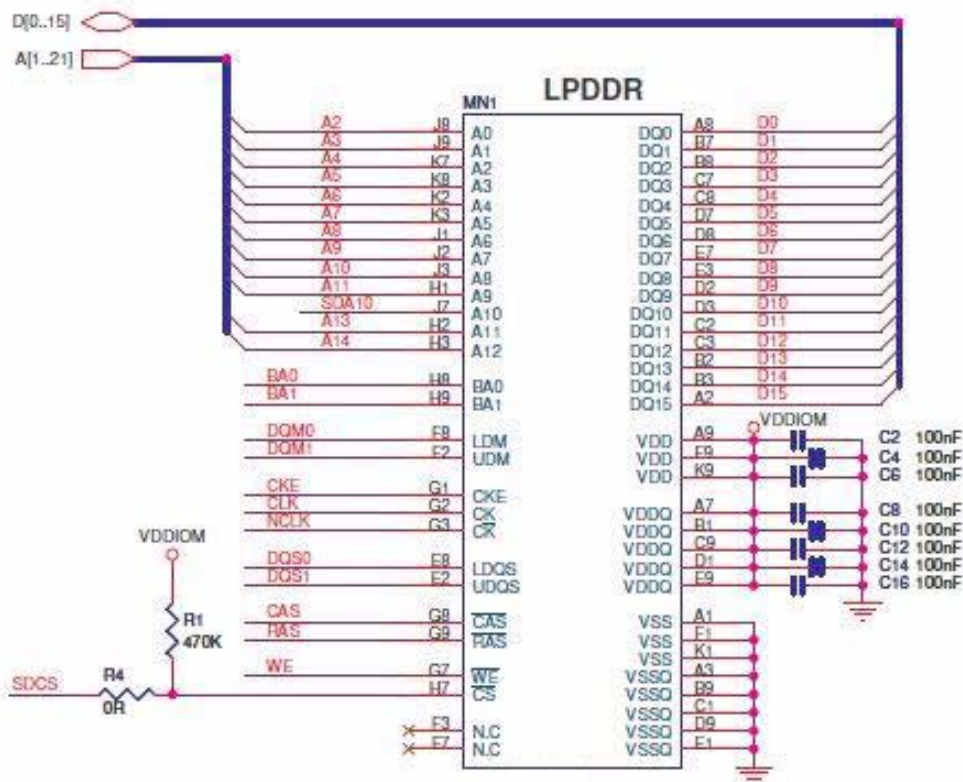 D[0..15]
A[1..21]
LPDDR
MN1
A2 J8 A0 DQ0 A8 D0
A3 J9 A1 DQ1 B7 D1
A4 K7 A2 DQ2 B8 D2
A5 K8 A3 DQ3 C7 D3
A6 K2 A4 DQ4 C8 D4
A7 K3 A5 DQ5 D7 D5
A8 J1 A6 DQ6 D8 D6
A9 J2 A7 DQ7 E7 D7
A10 J3 A8 DQ8 E3 D8
A11 H1 A9 DQ9 D2 D9
SDA10 J7 A10 DQ10 D3 D10
A13 H2 A11 DQ11 C2 D11
A14 H3 A12 DQ12 C3 D12
DQ13 B2 D13
BA0 H8 BA0 DQ14 B3 D14
BA1 H9 BA1 DQ15 A2 D15
VDDIOM
DQM0 F8 LDM VDD A9 C2 100nF
DQM1 F2 UDM VDD F9 C4 100nF
VDD K9 C6 100nF
CKE G1 CKE
CLK G2 CK VDDQ A7 C8 100nF
NCLK G3 CK VDDQ B1 C10 100nF
VDDIOM
VDDQ C9 C12 100nF
DQS0 E8 LDQS VDDQ D1 C14 100nF
DQS1 E2 UDQS VDDQ E9 C16 100nF
R1
470K
CAS G8 CAS VSS A1
RAS G9 RAS VSS F1
VSS K1
WE G7 WE VSSQ A3
SDCS R4 0R H7 CS VSSQ B9
VSSQ C1
F3 N.C VSSQ D9
F7 N.C VSSQ E1